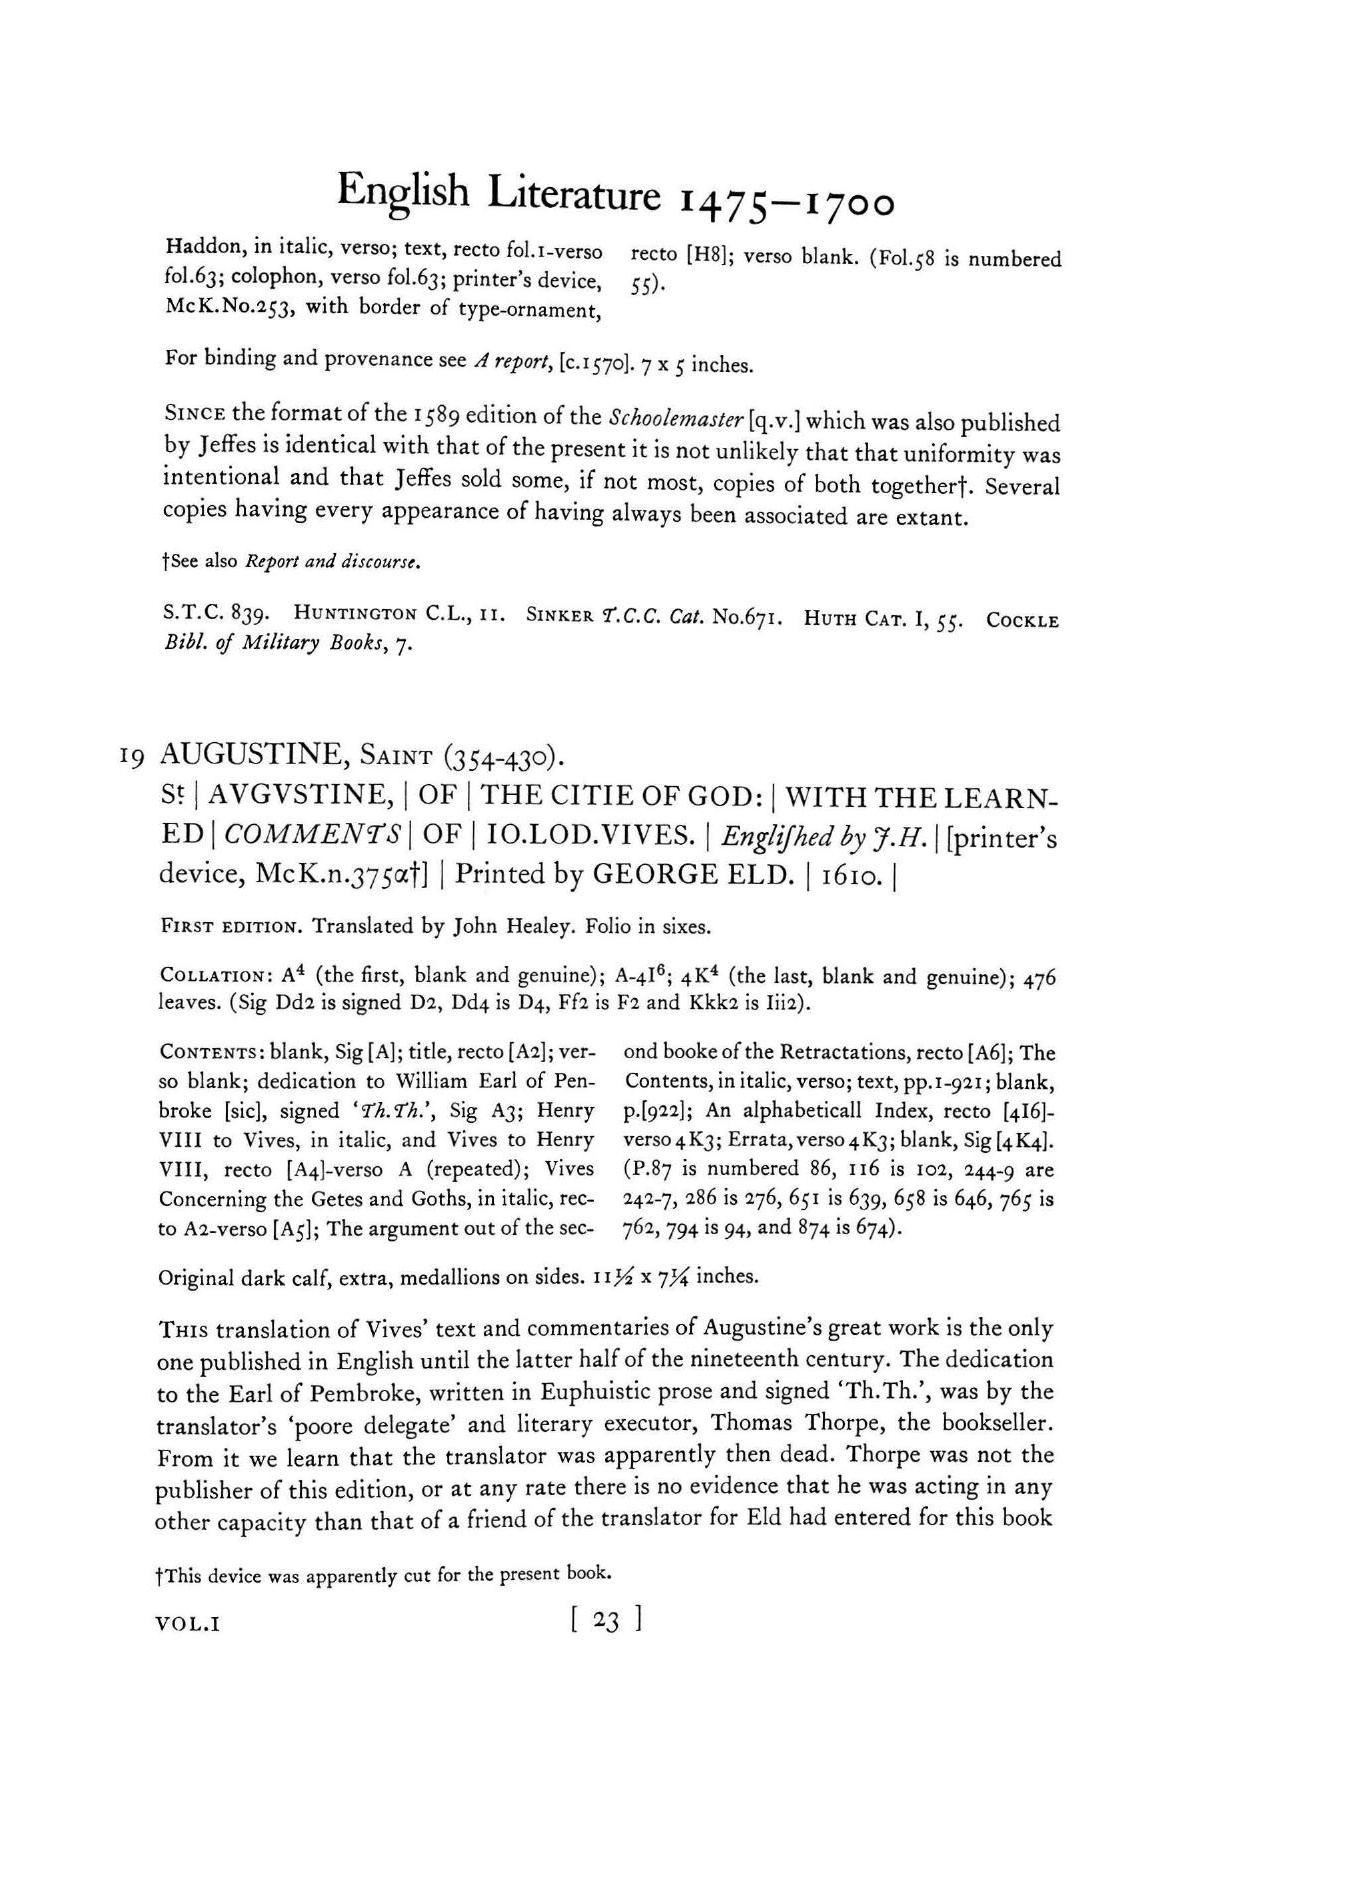 English Literature 1475—1700
Haddon, in italic, verso; text, recto fol.1-verso
fol.63; colophon, verso fol.63; printer's device,
McK.No.253, with border of type-ornament,
recto [H8]; verso blank. (Fol.58 is numbered
55).
For binding and provenance see A report, [c.1570]. 7 x 5 inches.
SINCE the format of the 1589 edition of the Schoolemaster [q.v.] which was also published
by Jeffes is identical with that of the present it is not unlikely that that uniformity was
intentional and that Jeffes sold some, if not most, copies of both together†. Several
copies having every appearance of having always been associated are extant.
†See also Report and discourse.
S.T.C. 839. HUNTINGTON C.L., 11. SINKER T.C.C. Cat. No.671. HUTH CAT. I, 55. COCKLE
Bibl. of Military Books, 7.
19 AUGUSTINE, SAINT (354-430).
St | AVGVSTINE, | OF | THE CITIE OF GOD: | WITH THE LEARN-
ED | COMMENTS | OF | IO.LOD.VIVES. | Engliſhed by J.H. | [printer's
device, McK.n.375α†] | Printed by GEORGE ELD. | 1610. |
FIRST EDITION. Translated by John Healey. Folio in sixes.
COLLATION: A⁴ (the first, blank and genuine); A-4I⁶; 4K⁴ (the last, blank and genuine); 476
leaves. (Sig Dd2 is signed D2, Dd4 is D4, Ff2 is F2 and Kkk2 is Iii2).
CONTENTS: blank, Sig [A]; title, recto [A2]; ver-
so blank; dedication to William Earl of Pen-
broke [sic], signed 'Th.Th.', Sig A3; Henry
VIII to Vives, in italic, and Vives to Henry
VIII, recto [A4]-verso A (repeated); Vives
Concerning the Getes and Goths, in italic, rec-
to A2-verso [A5]; The argument out of the sec-
ond booke of the Retractations, recto [A6]; The
Contents, in italic, verso; text, pp.1-921; blank,
p.[922]; An alphabeticall Index, recto [4I6]-
verso 4K3; Errata, verso 4K3; blank, Sig [4K4].
(P.87 is numbered 86, 116 is 102, 244-9 are
242-7, 286 is 276, 651 is 639, 658 is 646, 765 is
762, 794 is 94, and 874 is 674).
Original dark calf, extra, medallions on sides. 11½ x 7¼ inches.
THIS translation of Vives' text and commentaries of Augustine's great work is the only
one published in English until the latter half of the nineteenth century. The dedication
to the Earl of Pembroke, written in Euphuistic prose and signed 'Th.Th.', was by the
translator's 'poore delegate' and literary executor, Thomas Thorpe, the bookseller.
From it we learn that the translator was apparently then dead. Thorpe was not the
publisher of this edition, or at any rate there is no evidence that he was acting in any
other capacity than that of a friend of the translator for Eld had entered for this book
†This device was apparently cut for the present book.
VOL.I [ 23 ]